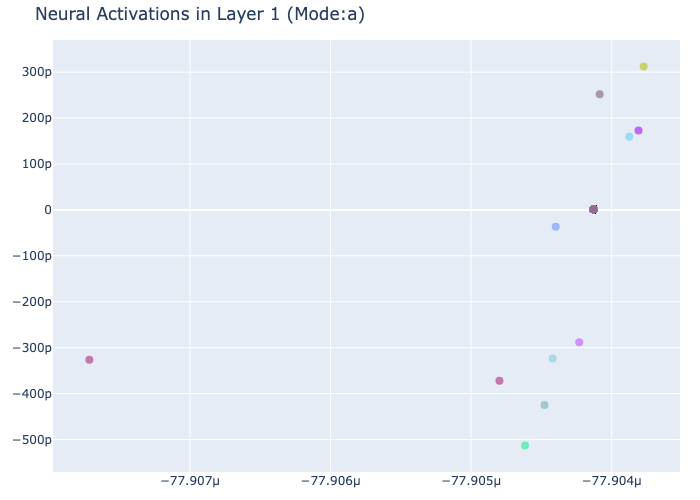 Neural Activations in Layer 1 (Mode:a)
300p
200p
100p
0
−100p
−200p
−300p
−400p
−500p
−77.907μ
−77.906μ
−77.905μ
−77.904μ